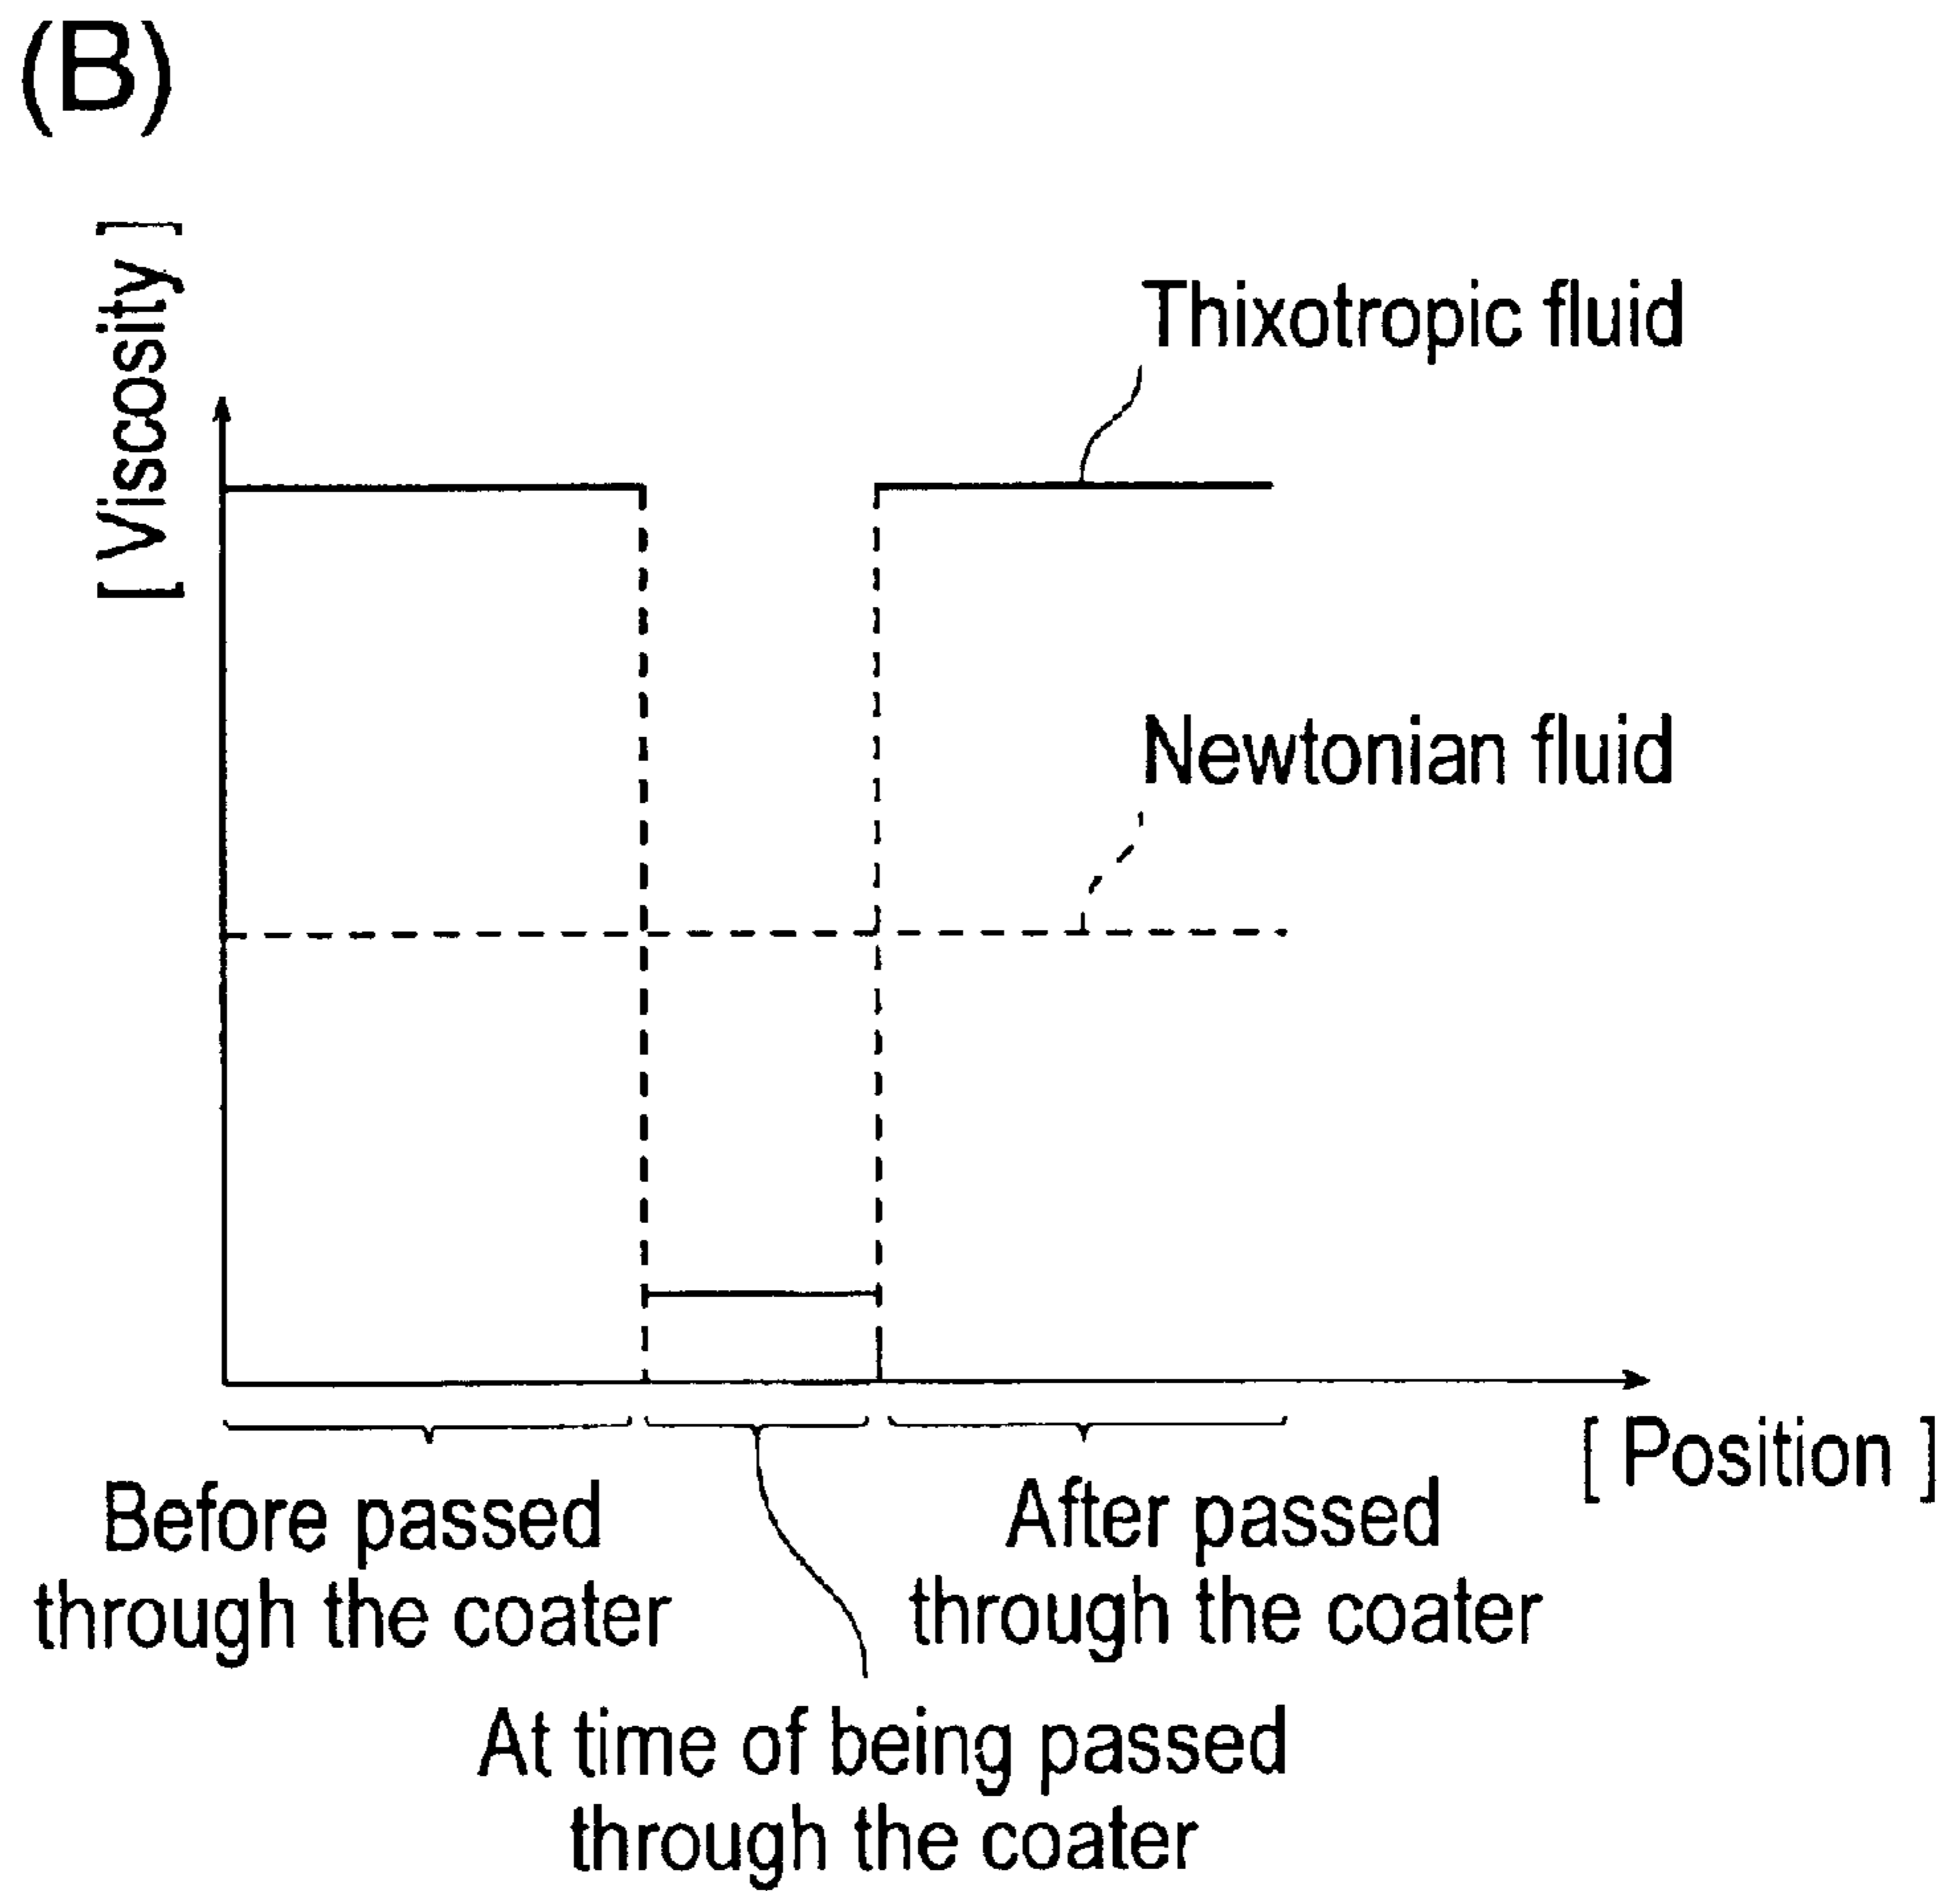 (B)
[ Viscosity ]
Thixotropic fluid
Newtonian fluid
[ Position ]
Before passed
through the coater
After passed
through the coater
At time of being passed
through the coater